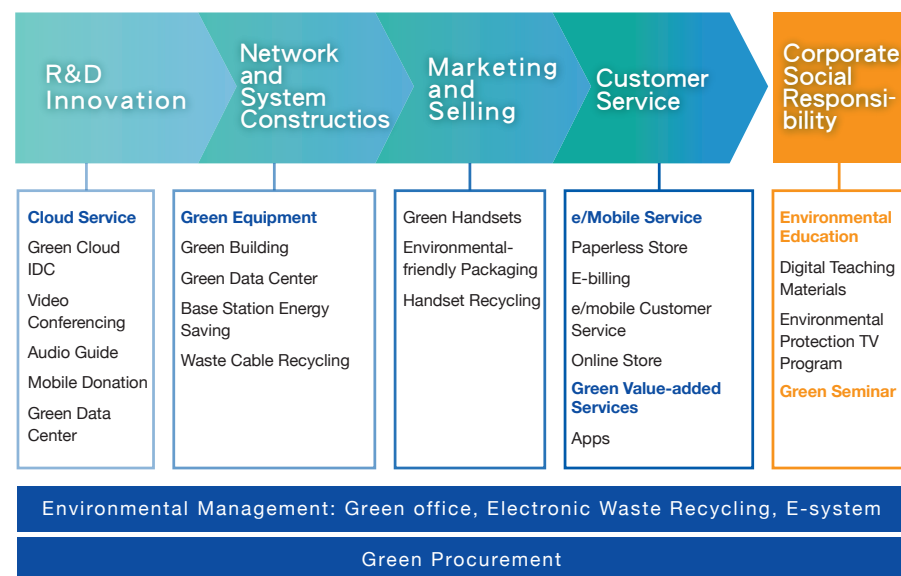 R&D
Innovation
Network
and
System
Constructios
Marketing
and
Selling
Customer
Service
Corporate
Social
Responsi-
bility
Cloud Service
Green Cloud
IDC
Video
Conferencing
Audio Guide
Mobile Donation
Green Data
Center
Green Equipment
Green Building
Green Data Center
Base Station Energy
Saving
Waste Cable Recycling
Green Handsets
Environmental-
friendly Packaging
Handset Recycling
e/Mobile Service
Paperless Store
E-billing
e/mobile Customer
Service
Online Store
Green Value-added
Services
Apps
Environmental
Education
Digital Teaching
Materials
Environmental
Protection TV
Program
Green Seminar
Environmental Management: Green office, Electronic Waste Recycling, E-system
Green Procurement